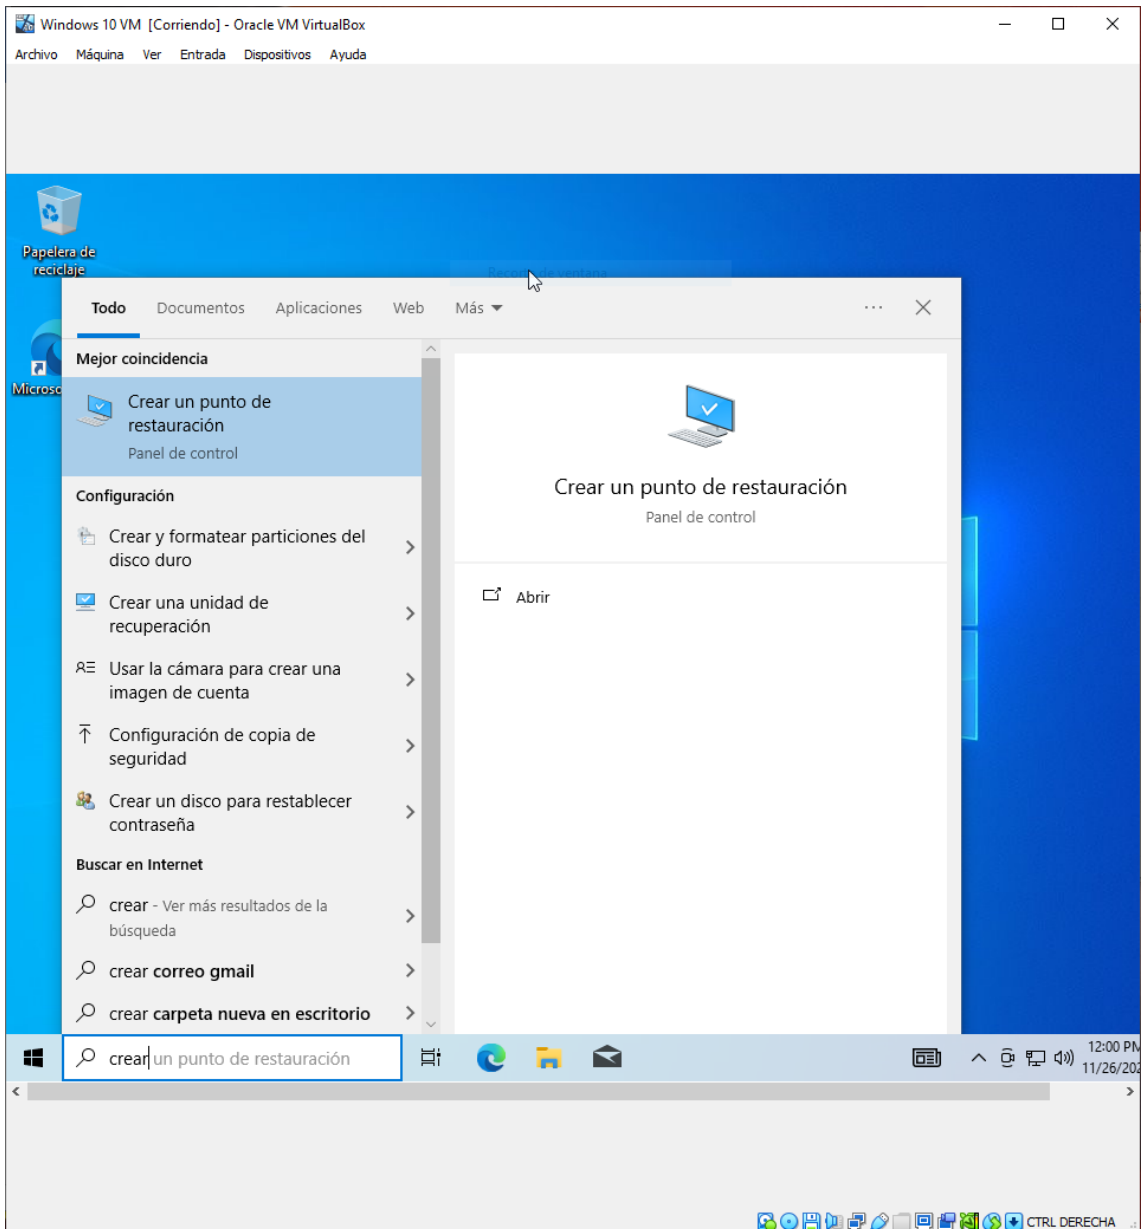 Windows 10 VM [Corriendo] - Oracle VM VirtualBox
Archivo Máquina Ver Entrada Dispositivos Ayuda
Papelera de
reciclaje
Todo Documentos Aplicaciones Web Más
Mejor coincidencia
Crear un punto de
restauración
Panel de control
Configuración
Crear y formatear particiones del
disco duro
Crear una unidad de
recuperación
Usar la cámara para crear una
imagen de cuenta
Configuración de copia de
seguridad
Crear un disco para restablecer
contraseña
Buscar en Internet
crear - Ver más resultados de la
búsqueda
crear correo gmail
crear carpeta nueva en escritorio
Crear un punto de restauración
Panel de control
Abrir
crear un punto de restauración
12:00 PM
CTRL DERECHA